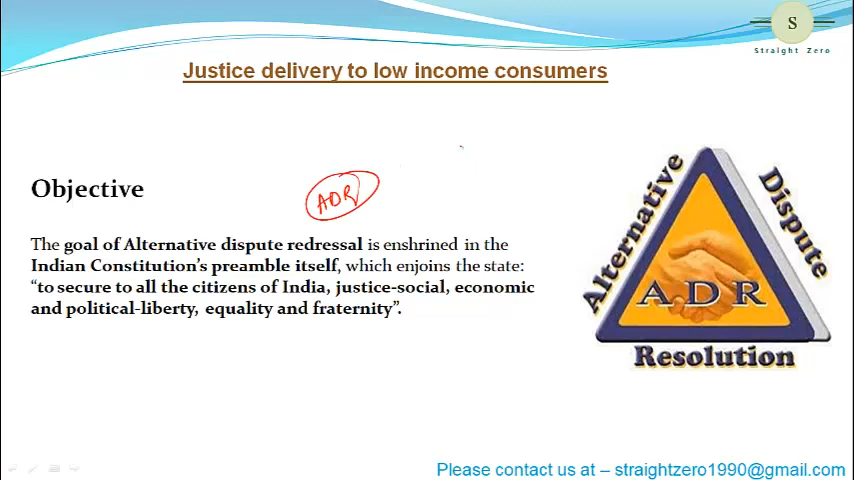 S
Straight Zero
Justice delivery to low income consumers
Objective
ADR
The goal of Alternative dispute redressal is enshrined in the
Indian Constitution's preamble itself, which enjoins the state:
“to secure to all the citizens of India, justice-social, economic
and political-liberty, equality and fraternity”.
Alternative
Dispute
ADR
Resolution
Please contact us at – straightzero1990@gmail.com